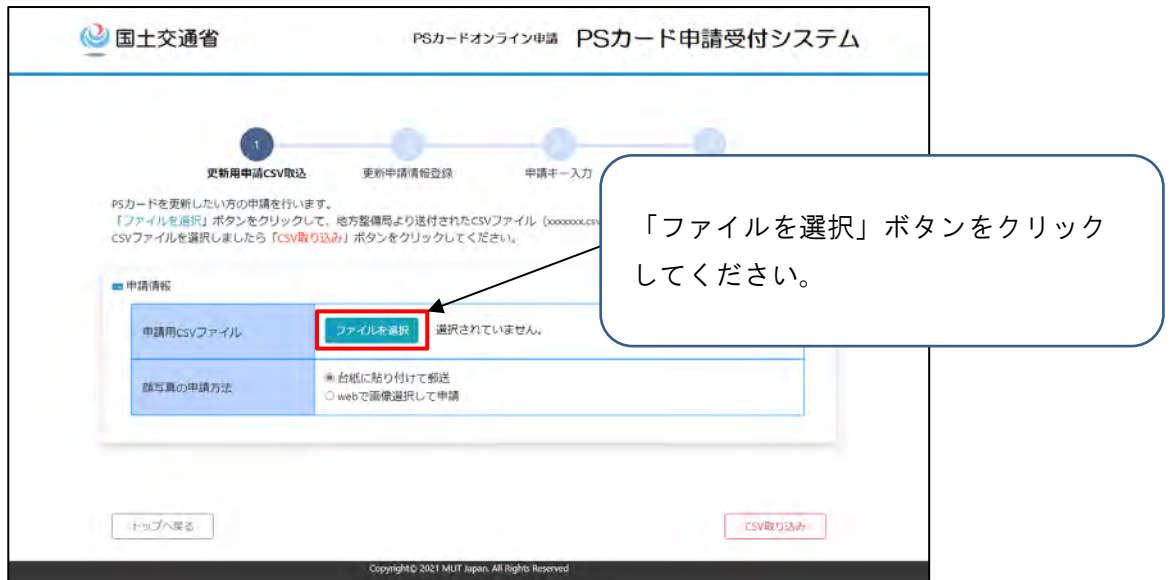 国土交通省
PSカードオンライン申請 PSカード申請受付システム
1
更新用申請CSV取込 更新申請情報登録 申請キー入力
PSカードを更新したい方の申請を行います。
「ファイルを選択」ボタンをクリックして、地方整備局より送付されたCSVファイル（xxxxxxx.csv
CSVファイルを選択しましたら「CSV取り込み」ボタンをクリックしてください。
「ファイルを選択」ボタンをクリック
してください。
申請情報
申請用CSVファイル ファイルを選択 選択されていません。
顔写真の申請方法
台紙に貼り付けて郵送
webで画像選択して申請
トップへ戻る CSV取り込み
Copyright© 2021 MLIT Japan. All Rights Reserved